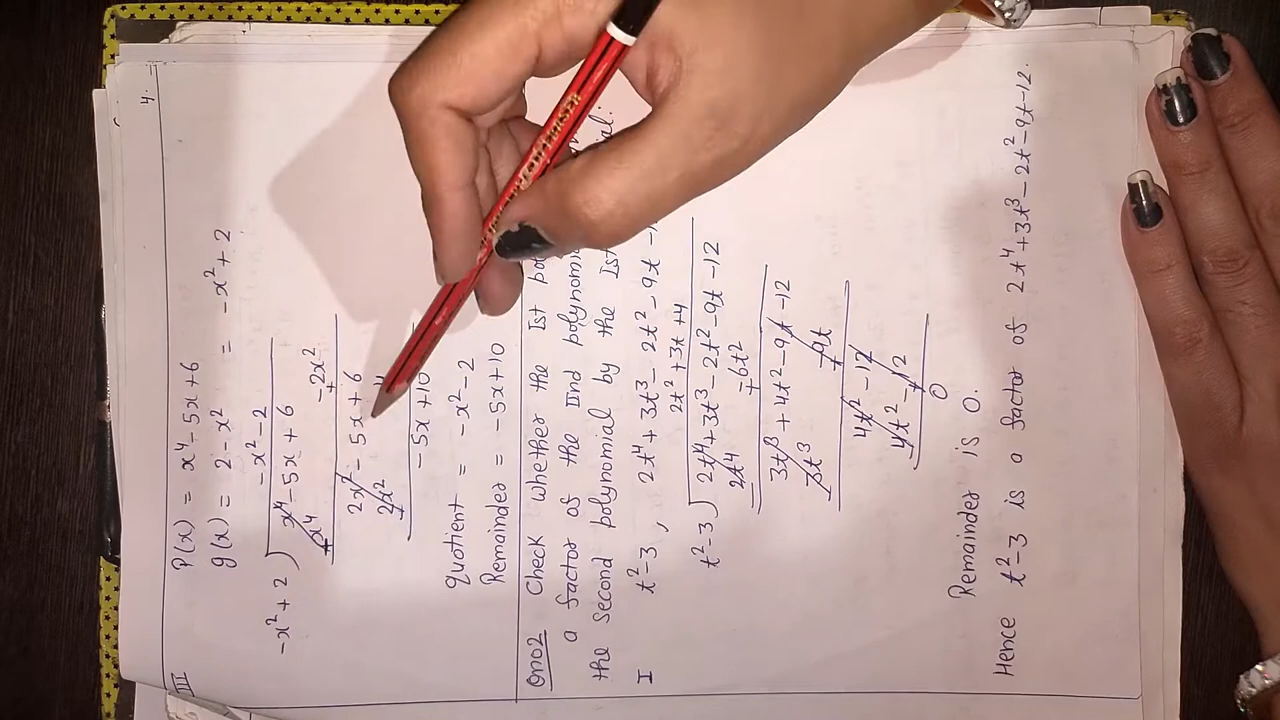 4.
III P(x) = x⁴ - 5x + 6
g(x) = 2 - x² = -x² + 2
-x² - 2
-x² + 2 ) x⁴ - 5x + 6
x⁴ - 2x²
+
2x² - 5x + 6
2x²
- 5x + 10
quotient = -x² - 2
Remainder = -5x + 10
Qno2 Check whether the Ist
a factor of the IInd
the second polynomial by the Ist
I t² - 3, 2t⁴ + 3t³ - 2t² - 9t -
2t² + 3t + 4
t² - 3 ) 2t⁴ + 3t³ - 2t² - 9t - 12
2t⁴ - 6t²
- +
3t³ + 4t² - 9t - 12
3t³ - 9t
- +
4t² - 12
4t² - 12
- +
0
Remainder is 0.
Hence t² - 3 is a factor of 2t⁴ + 3t³ - 2t² - 9t - 12.